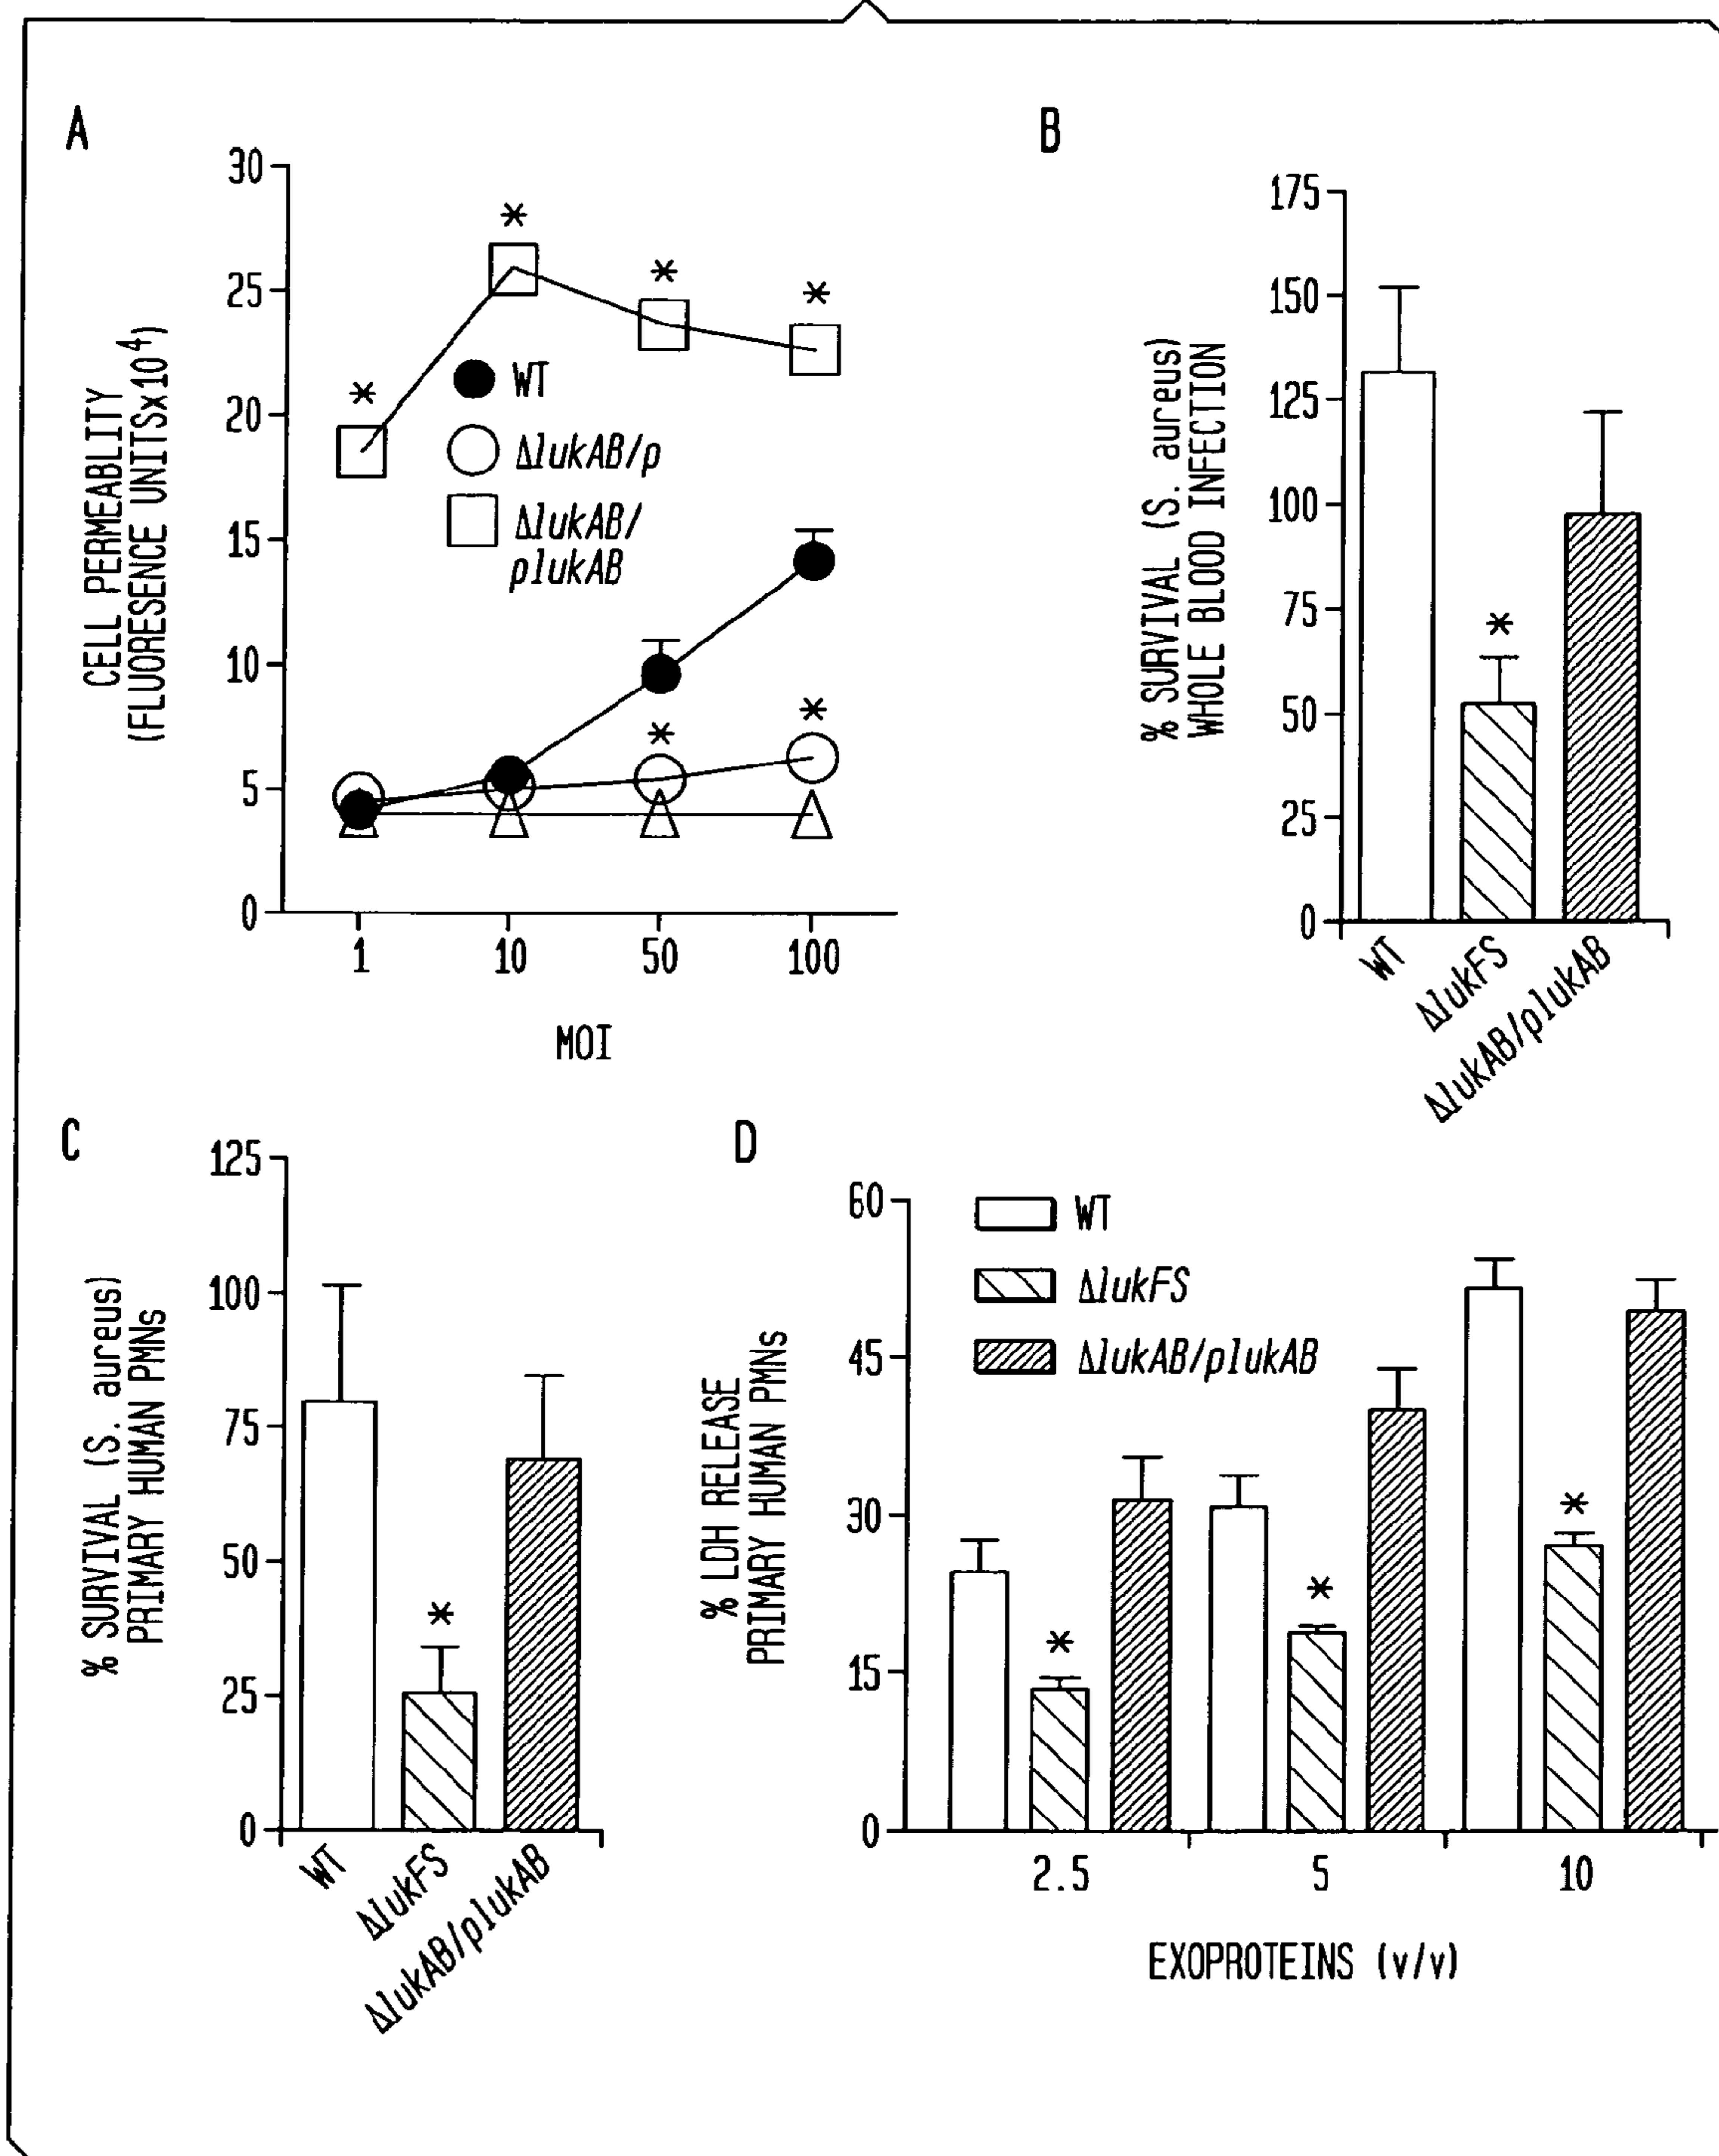 A
30
25
20
15
10
5
0
CELL PERMEABLITY
(FLUORESENCE UNITSx10⁴)
*
*
*
*
*
*
WT
ΔlukAB/p
ΔlukAB/
plukAB
1
10
50
100
MOI
B
175
150
125
100
75
50
25
0
% SURVIVAL (S. aureus)
WHOLE BLOOD INFECTION
*
WT
ΔlukFS
ΔlukAB/plukAB
C
125
100
75
50
25
0
% SURVIVAL (S. aureus)
PRIMARY HUMAN PMNs
*
WT
ΔlukFS
ΔlukAB/plukAB
D
60
45
30
15
0
% LDH RELEASE
PRIMARY HUMAN PMNs
WT
ΔlukFS
ΔlukAB/plukAB
*
*
*
2.5
5
10
EXOPROTEINS (v/v)